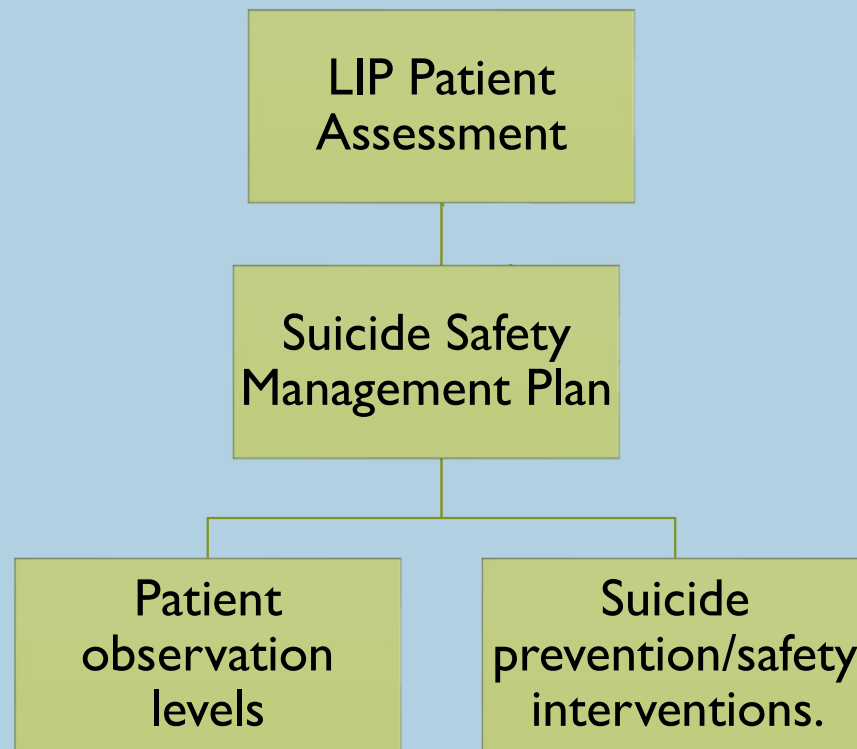 LIP Patient
Assessment
Suicide Safety
Management Plan
Patient
observation
levels
Suicide
prevention/safety
interventions.